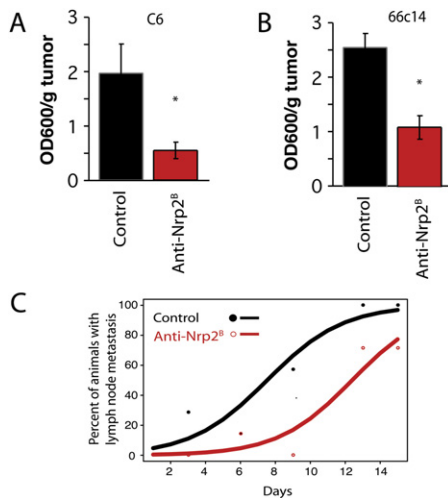 A
C6
OD600/g tumor
3
2
1
0
*
Control
Anti-Nrp2ᴮ
B
66c14
OD600/g tumor
3
2
1
0
*
Control
Anti-Nrp2ᴮ
C
Percent of animals with
lymph node metastasis
100
80
60
40
20
0
Control
Anti-Nrp2ᴮ
2 4 6 8 10 12 14
Days